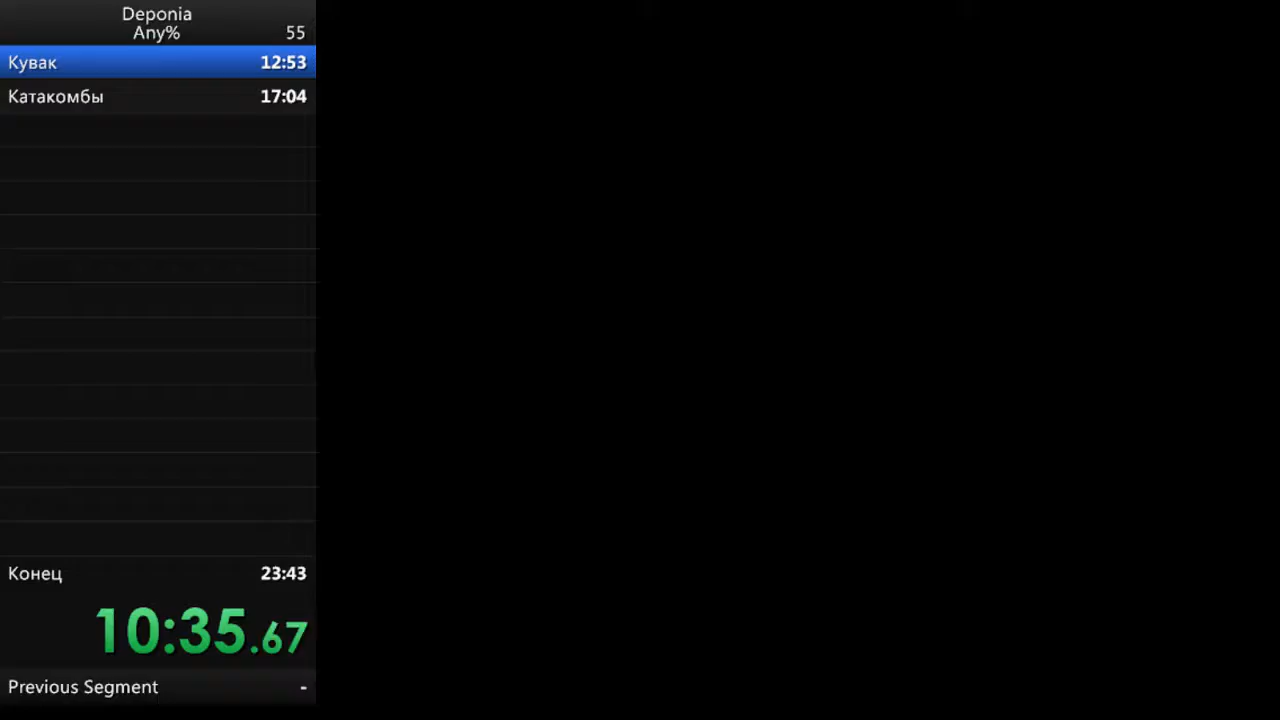 Deponia
Any% 55
Кувак 12:53
Катакомбы 17:04
Конец 23:43
10:35.67
Previous Segment -